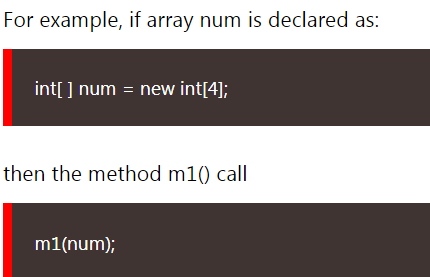 For example, if array num is declared as:
int[ ] num = new int[4];
then the method m1() call
m1(num);